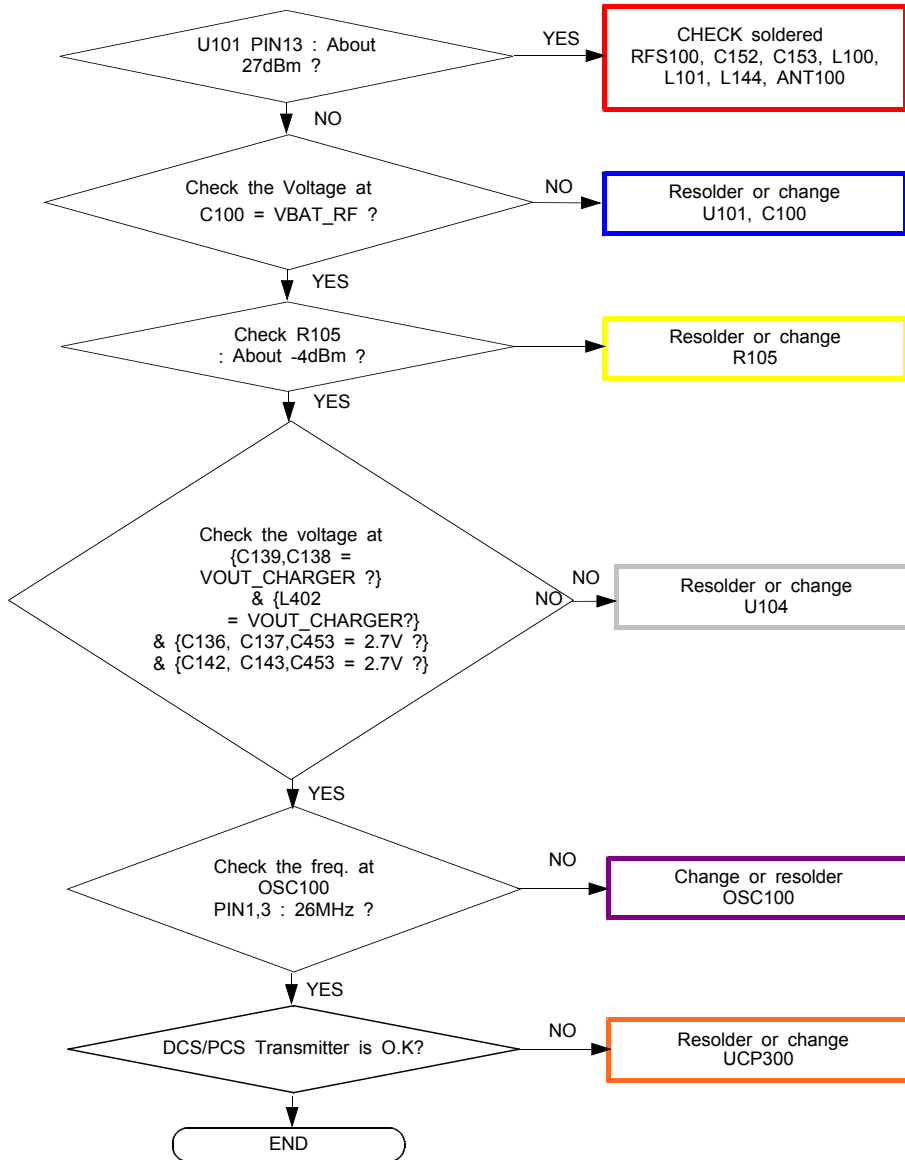 U101 PIN13 : About
27dBm ?
YES
CHECK soldered
RFS100, C152, C153, L100,
L101, L144, ANT100
NO
Check the Voltage at
C100 = VBAT_RF ?
NO
Resolder or change
U101, C100
YES
Check R105
: About -4dBm ?
Resolder or change
R105
YES
Check the voltage at
{C139,C138 =
VOUT_CHARGER ?}
& {L402
= VOUT_CHARGER?}
& {C136, C137,C453 = 2.7V ?}
& {C142, C143,C453 = 2.7V ?}
NO
NO
Resolder or change
U104
YES
Check the freq. at
OSC100
PIN1,3 : 26MHz ?
NO
Change or resolder
OSC100
YES
DCS/PCS Transmitter is O.K?
NO
Resolder or change
UCP300
END